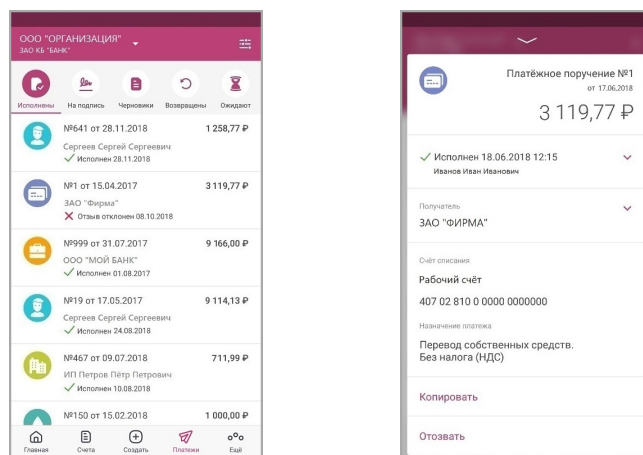 ООО "ОРГАНИЗАЦИЯ"
ЗАО КБ "БАНК"
Исполнены На подпись Черновики Возвращены Ожидают
№641 от 28.11.2018 1 258,77 ₽
Сергеев Сергей Сергеевич
Исполнен 28.11.2018
№1 от 15.04.2017 3 119,77 ₽
ЗАО "Фирма"
Отзыв отклонен 08.10.2018
№999 от 31.07.2017 9 166,00 ₽
ООО "МОЙ БАНК"
Исполнен 01.08.2017
№19 от 17.05.2017 9 114,13 ₽
Сергеев Сергей Сергеевич
Исполнен 24.08.2018
№467 от 09.07.2018 711,99 ₽
ИП Петров Пётр Петрович
Исполнен 10.08.2018
№150 от 15.02.2018 1 000,00 ₽
Главная Счета Создать Платежи Ещё
Платёжное поручение №1
от 17.06.2018
3 119,77 ₽
Исполнен 18.06.2018 12:15
Иванов Иван Иванович
Получатель
ЗАО "ФИРМА"
Счёт списания
Рабочий счёт
407 02 810 0 0000 0000000
Назначение платежа
Перевод собственных средств.
Без налога (НДС)
Копировать
Отозвать